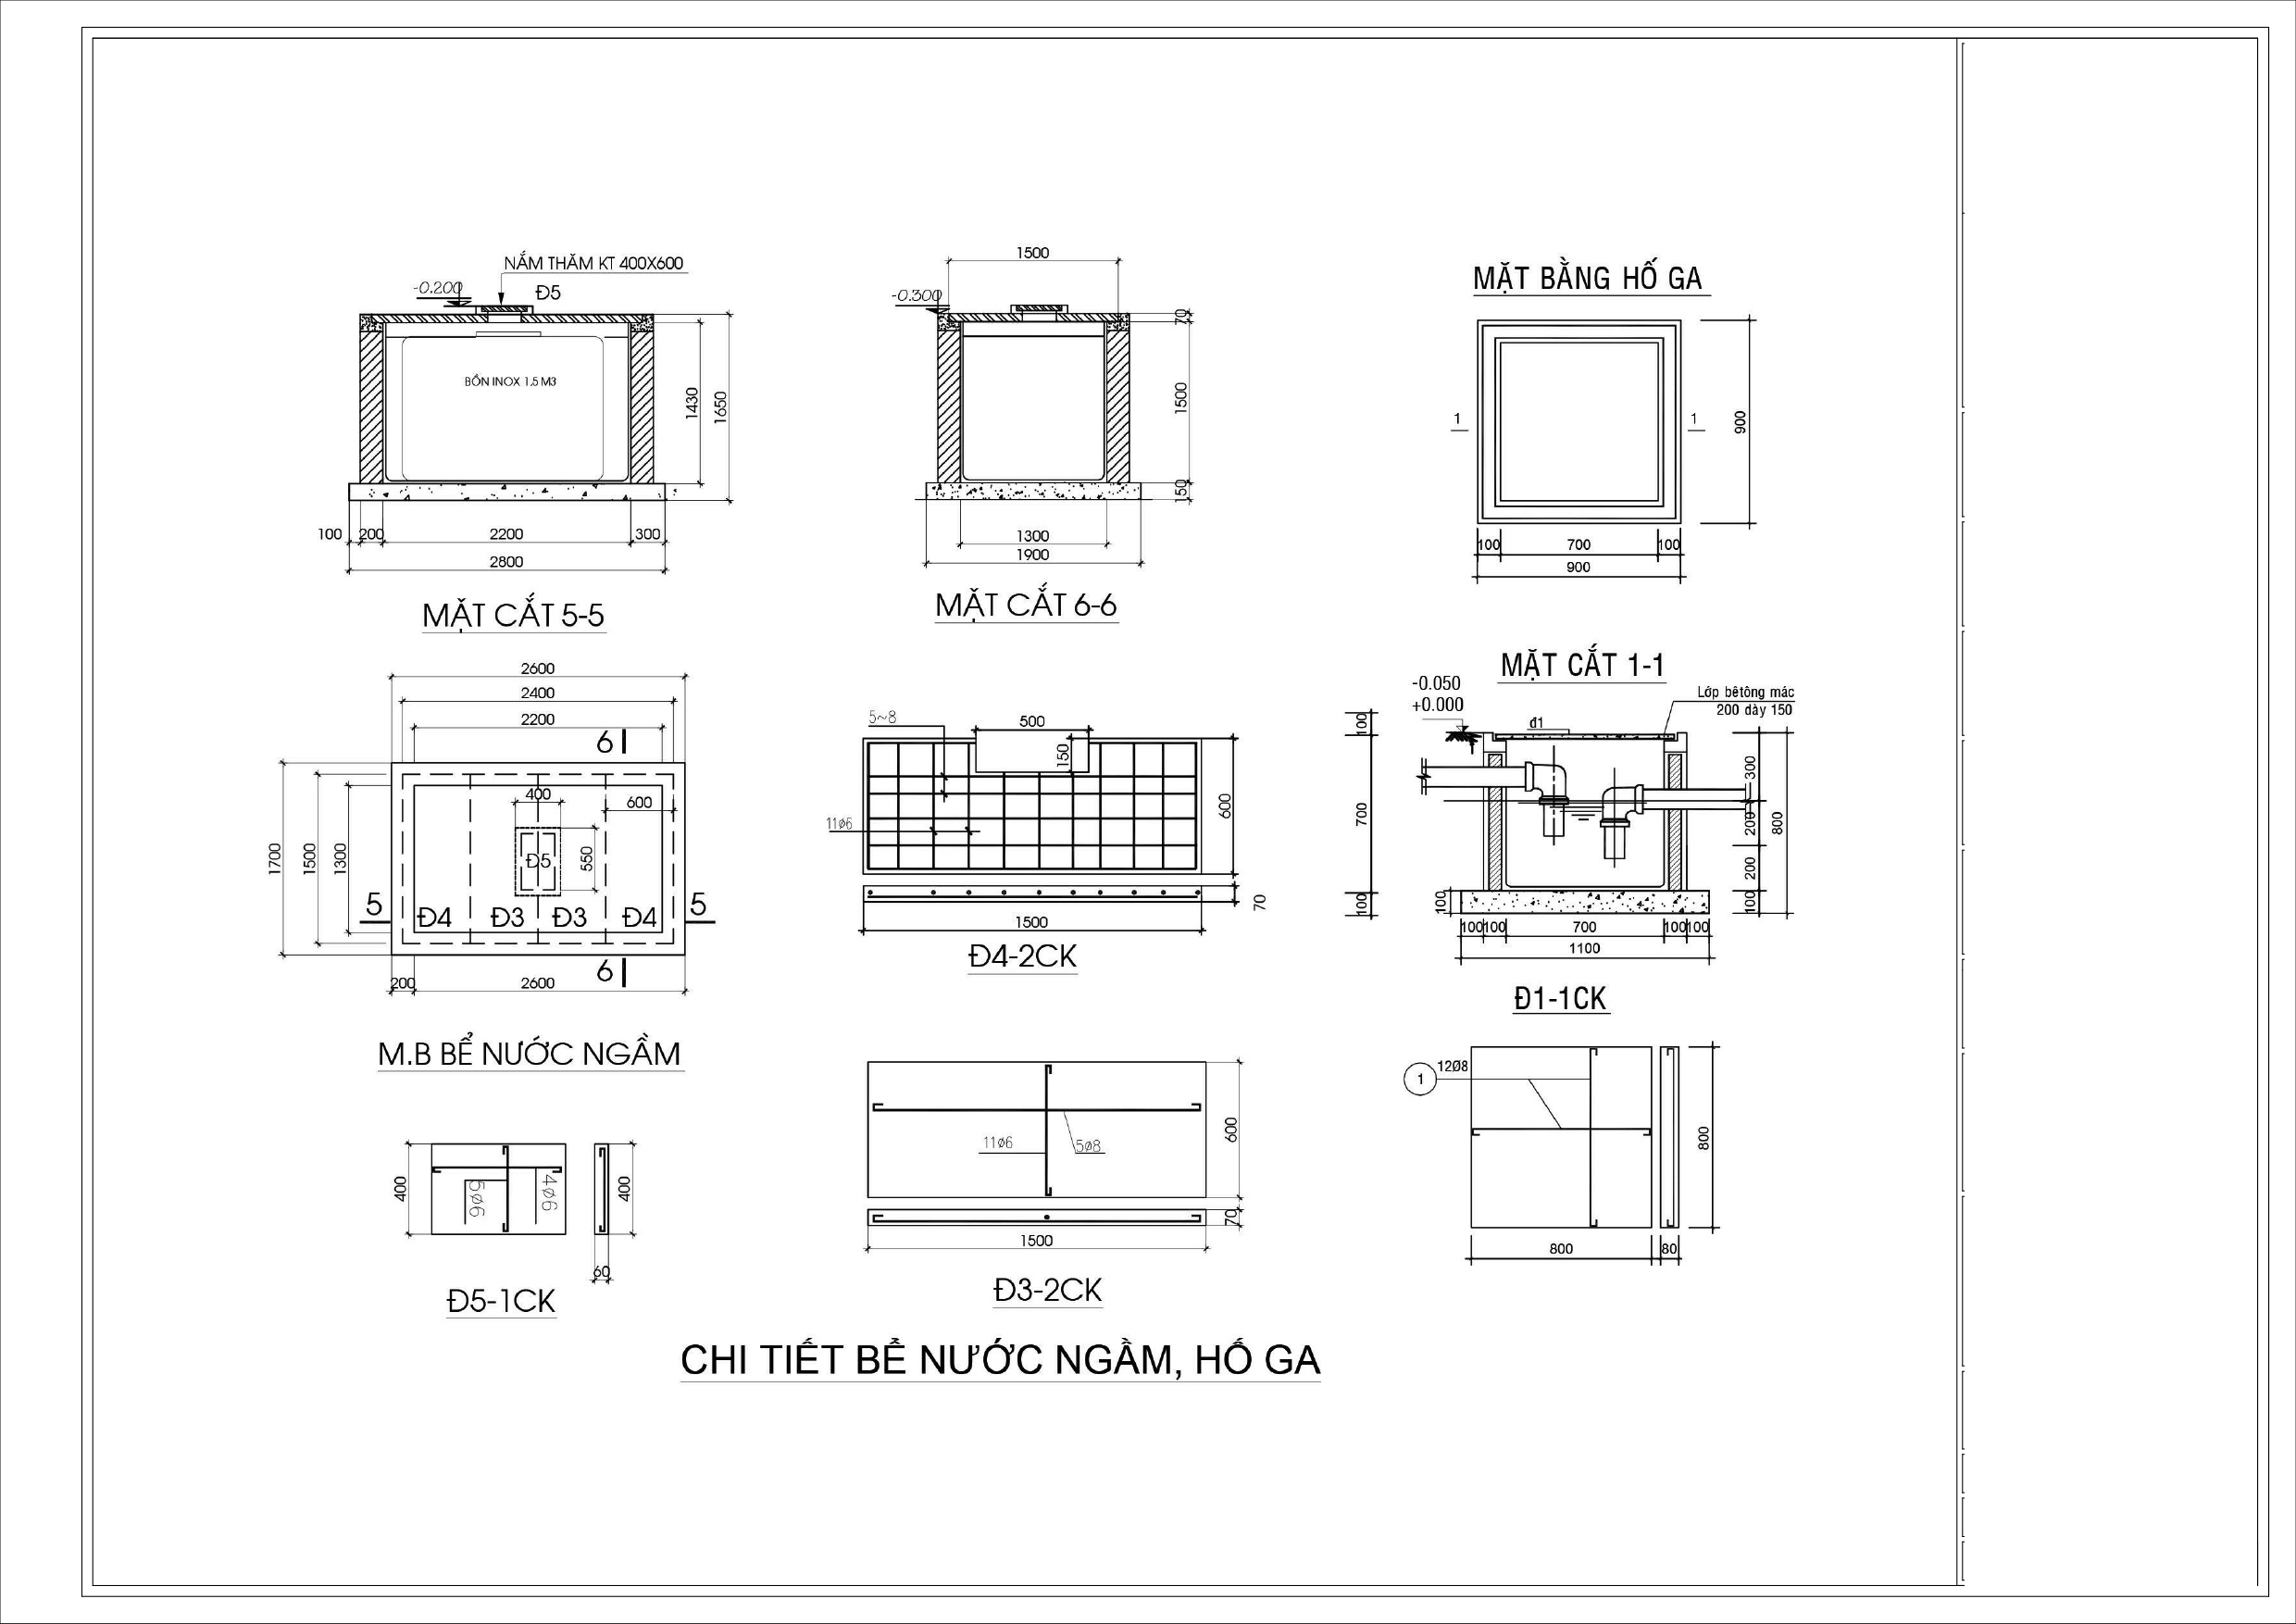 NẮM THĂM KT 400X600
-0.200
Đ5
BỒN INOX 1.5 M3
1430
1650
100
200
2200
300
2800
MẶT CẮT 5-5
1500
-0.300
70
1500
150
1300
1900
MẶT CẮT 6-6
MẶT BẰNG HỐ GA
1
1
900
100
700
100
900
2600
2400
2200
6
400
600
1700
1500
1300
Đ5
550
5
5
Đ4
Đ3
Đ3
Đ4
6
200
2600
M.B BỂ NƯỚC NGẦM
5~8
500
150
11ø6
600
70
1500
Đ4-2CK
MẶT CẮT 1-1
-0.050
+0.000
Lớp bêtông mác
200 dày 150
đ1
100
700
100
100
300
200
200
100
800
100
100
700
100
100
1100
Đ1-1CK
1
12Ø8
800
800
80
400
5ø6
4ø6
400
60
Đ5-1CK
11ø6
5ø8
600
70
1500
Đ3-2CK
CHI TIẾT BỂ NƯỚC NGẦM, HỐ GA